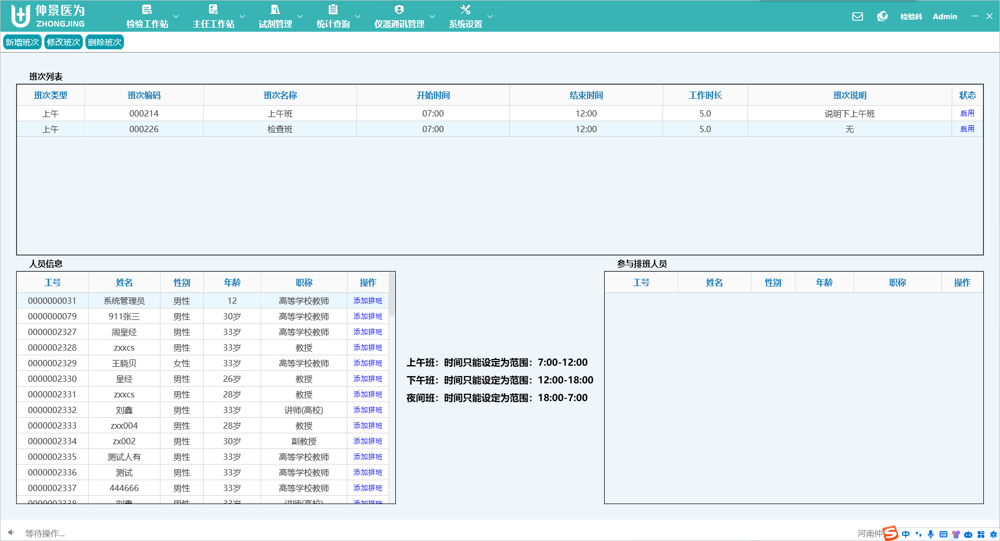 仲景医为
ZHONGJING
检验工作站 主任工作站 试剂管理 统计查询 仪器通讯管理 系统设置
检验科 Admin
新增班次 修改班次 删除班次
班次列表
班次类型 班次编码 班次名称 开始时间 结束时间 工作时长 班次说明 状态
上午 000214 上午班 07:00 12:00 5.0 说明下上午班 启用
上午 000226 检查班 07:00 12:00 5.0 无 启用
人员信息
工号 姓名 性别 年龄 职称 操作
0000000031 系统管理员 男性 12 高等学校教师 添加排班
0000000079 911张三 男性 30岁 高等学校教师 添加排班
0000002327 周皇经 男性 33岁 高等学校教师 添加排班
0000002328 zxxcs 男性 33岁 教授 添加排班
0000002329 王晓贝 女性 33岁 高等学校教师 添加排班
0000002330 皇经 男性 26岁 教授 添加排班
0000002331 zxxcs 男性 28岁 教授 添加排班
0000002332 刘鑫 男性 33岁 讲师(高校) 添加排班
0000002333 zxx004 男性 28岁 教授 添加排班
0000002334 zx002 男性 30岁 副教授 添加排班
0000002335 测试人有 男性 33岁 高等学校教师 添加排班
0000002336 测试 男性 33岁 高等学校教师 添加排班
0000002337 444666 男性 33岁 高等学校教师 添加排班
0000002338 刘鑫 男性 33岁 讲师(高校) 添加排班
上午班：时间只能设定为范围：7:00-12:00
下午班：时间只能设定为范围：12:00-18:00
夜间班：时间只能设定为范围：18:00-7:00
参与排班人员
工号 姓名 性别 年龄 职称 操作
等待操作...
河南仲
中